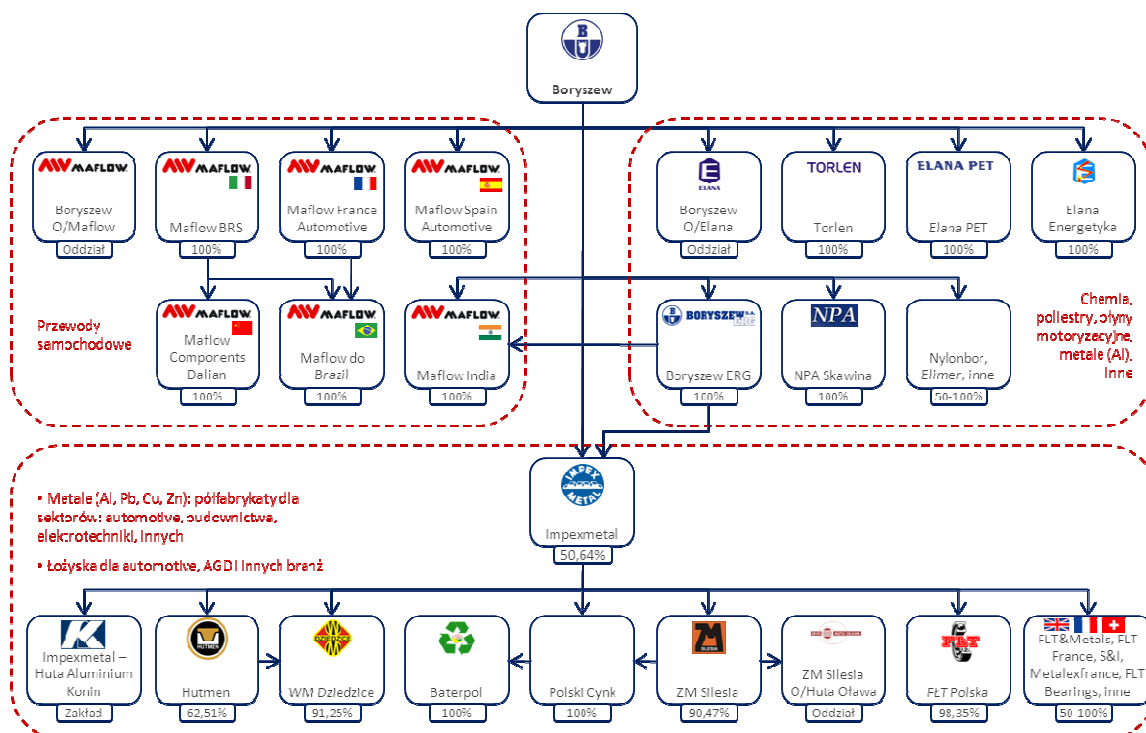 Boryszew
MAFLOW
Boryszew
O/Maflow
Oddział
MAFLOW
Maflow BRS
100%
MAFLOW
Maflow France
Automotive
100%
MAFLOW
Maflow Spain
Automotive
100%
ELANA
Boryszew
O/Elana
Oddział
TORLEN
Torlen
100%
ELANA PET
Elana PET
100%
Elana
Energetyka
100%
Przewody
samochodowe
MAFLOW
Maflow
Components
Dalian
100%
MAFLOW
Maflow do
Brazil
100%
MAFLOW
Maflow India
100%
BORYSZEW S.A.
ERG
Boryszew ERG
100%
NPA
NPA Skawina
100%
Nylonbor,
Elimer, inne
50-100%
Chemia,
poliestry, płyny
motoryzacyjne,
metale (Al),
Inne
IMPEX
METAL
Impexmetal
50,64%
• Metale (Al, Pb, Cu, Zn): półfabrykaty dla
sektorów: automotive, budownictwa,
elektrotechniki, innych
• Łożyska dla automotive, AGD i innych branż
Impexmetal –
Huta Aluminium
Konin
Zakład
HUTMEN
Hutmen
62,51%
DZIEDZICE
WM Dziedzice
91,25%
Baterpol
100%
Polski Cynk
100%
SILESIA
ZM Silesia
90,47%
ZM Silesia
O/Huta Oława
Oddział
FŁT
FŁT Polska
98,35%
FLT&Metals, FLT
France, S&I,
Metalexfrance, FLT
Bearings, inne
50-100%